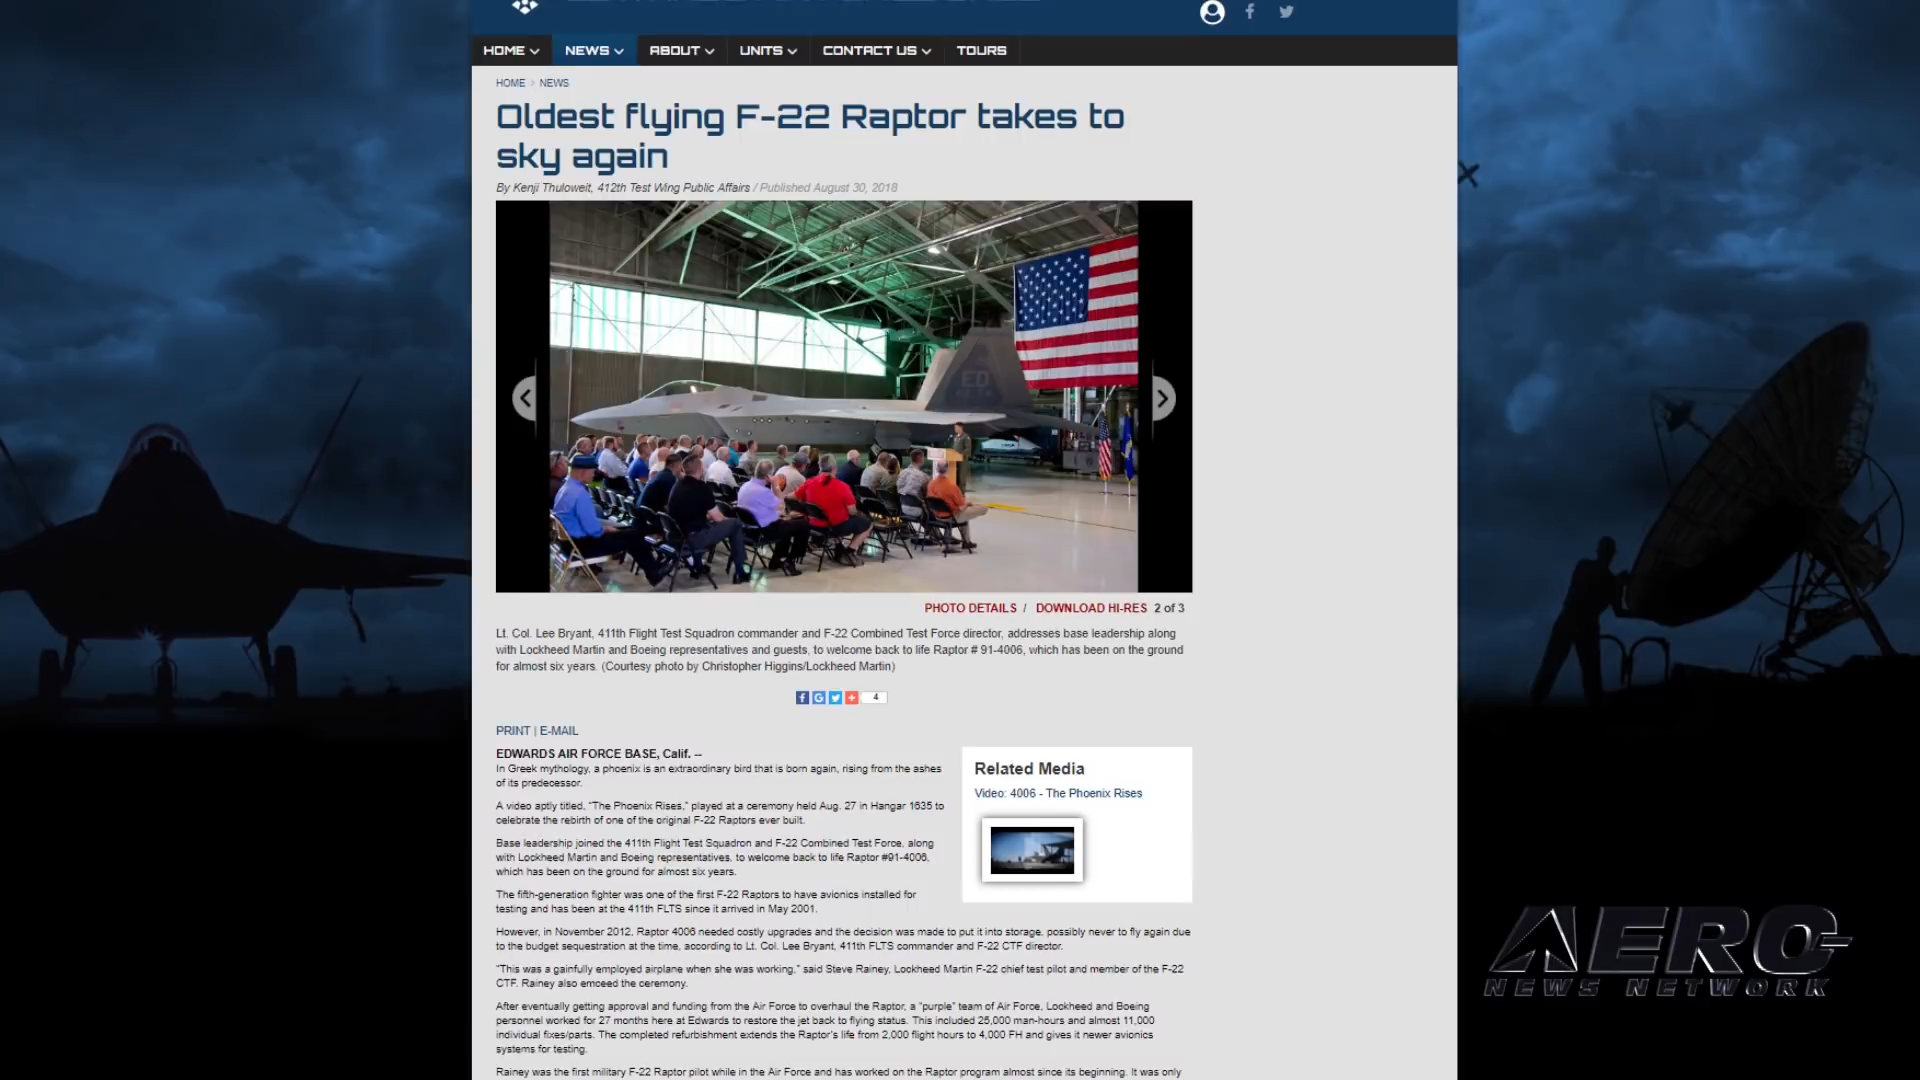 HOME NEWS ABOUT UNITS CONTACT US TOURS
HOME > NEWS
Oldest flying F-22 Raptor takes to
sky again
By Kenji Thuloweit, 412th Test Wing Public Affairs / Published August 30, 2018
ED
PHOTO DETAILS / DOWNLOAD HI-RES 2 of 3
Lt. Col. Lee Bryant, 411th Flight Test Squadron commander and F-22 Combined Test Force director, addresses base leadership along
with Lockheed Martin and Boeing representatives and guests, to welcome back to life Raptor # 91-4006, which has been on the ground
for almost six years. (Courtesy photo by Christopher Higgins/Lockheed Martin)
4
PRINT | E-MAIL
EDWARDS AIR FORCE BASE, Calif. --
In Greek mythology, a phoenix is an extraordinary bird that is born again, rising from the ashes
of its predecessor.
A video aptly titled, “The Phoenix Rises,” played at a ceremony held Aug. 27 in Hangar 1635 to
celebrate the rebirth of one of the original F-22 Raptors ever built.
Base leadership joined the 411th Flight Test Squadron and F-22 Combined Test Force, along
with Lockheed Martin and Boeing representatives, to welcome back to life Raptor #91-4006,
which has been on the ground for almost six years.
The fifth-generation fighter was one of the first F-22 Raptors to have avionics installed for
testing and has been at the 411th FLTS since it arrived in May 2001.
Related Media
Video: 4006 - The Phoenix Rises
However, in November 2012, Raptor 4006 needed costly upgrades and the decision was made to put it into storage, possibly never to fly again due
to the budget sequestration at the time, according to Lt. Col. Lee Bryant, 411th FLTS commander and F-22 CTF director.
“This was a gainfully employed airplane when she was working,” said Steve Rainey, Lockheed Martin F-22 chief test pilot and member of the F-22
CTF. Rainey also emceed the ceremony.
After eventually getting approval and funding from the Air Force to overhaul the Raptor, a “purple” team of Air Force, Lockheed and Boeing
personnel worked for 27 months here at Edwards to restore the jet back to flying status. This included 25,000 man-hours and almost 11,000
individual fixes/parts. The completed refurbishment extends the Raptor’s life from 2,000 flight hours to 4,000 FH and gives it newer avionics
systems for testing.
Rainey was the first military F-22 Raptor pilot while in the Air Force and has worked on the Raptor program almost since its beginning. It was only
AERO
NEWS NETWORK